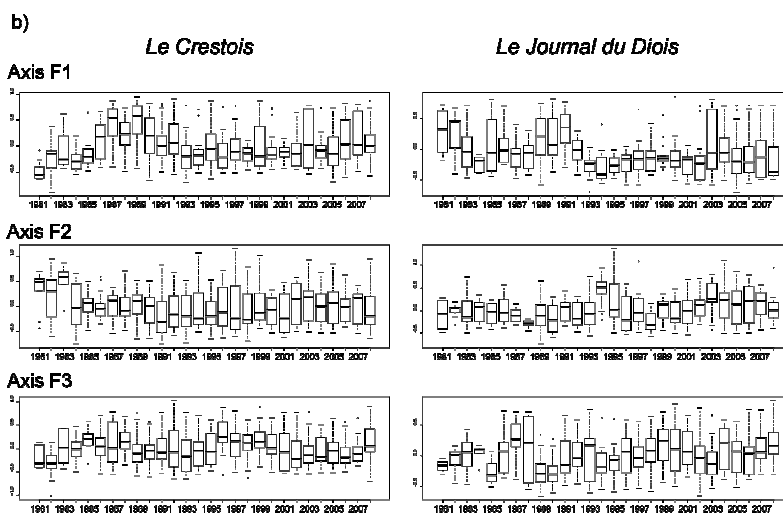 b)
Le Crestois Le Journal du Diois
Axis F1
1981 1983 1985 1987 1989 1991 1993 1995 1997 1999 2001 2003 2005 2007 1981 1983 1985 1987 1989 1991 1993 1995 1997 1999 2001 2003 2005 2007
Axis F2
1981 1983 1985 1987 1989 1991 1993 1995 1997 1999 2001 2003 2005 2007 1981 1983 1985 1987 1989 1991 1993 1995 1997 1999 2001 2003 2005 2007
Axis F3
1981 1983 1985 1987 1989 1991 1993 1995 1997 1999 2001 2003 2005 2007 1981 1983 1985 1987 1989 1991 1993 1995 1997 1999 2001 2003 2005 2007